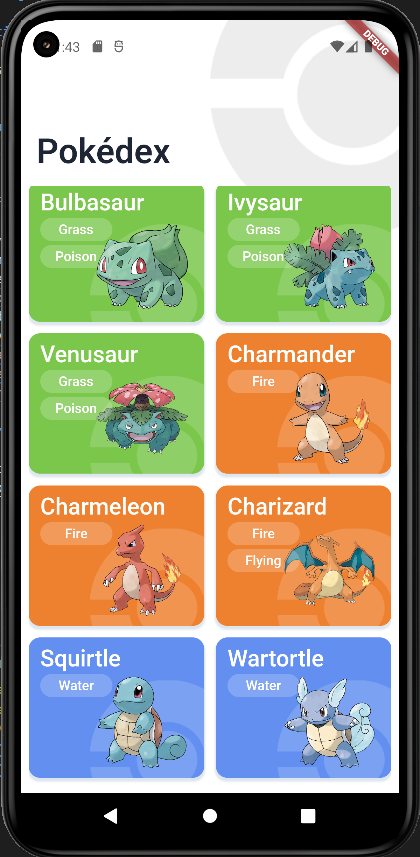 :43
DEBUG
Pokédex
Bulbasaur
Grass
Poison
Ivysaur
Grass
Poison
Venusaur
Grass
Poison
Charmander
Fire
Charmeleon
Fire
Charizard
Fire
Flying
Squirtle
Water
Wartortle
Water